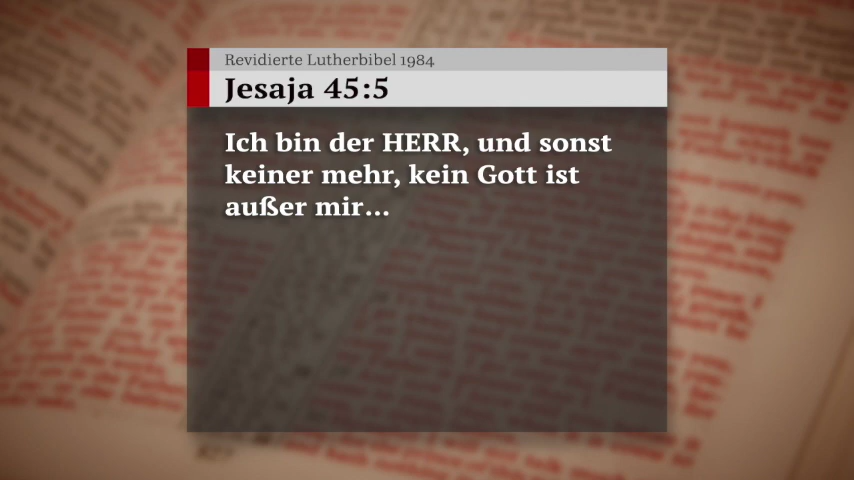 Revidierte Lutherbibel 1984
Jesaja 45:5
Ich bin der HERR, und sonst
keiner mehr, kein Gott ist
außer mir...